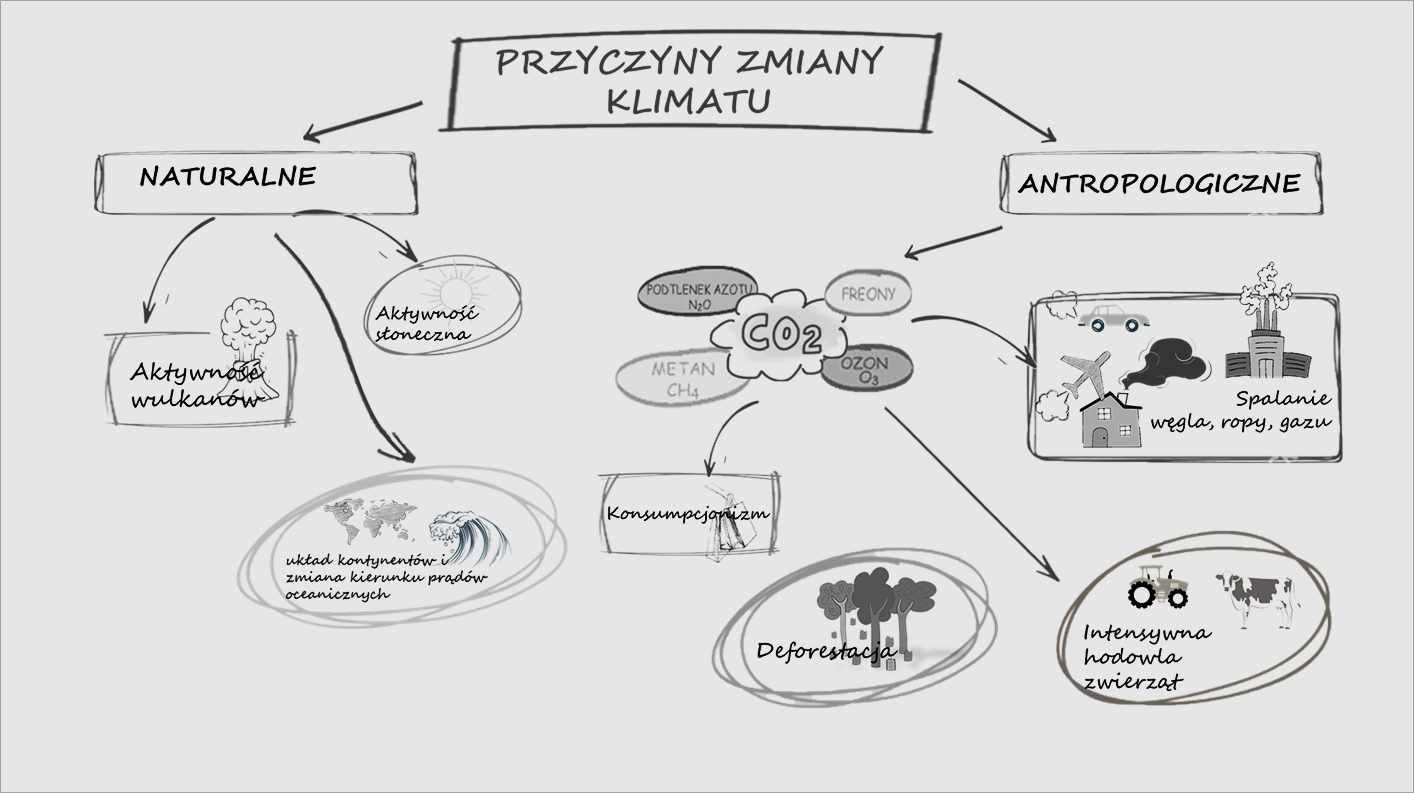 PRZYCZYNY ZMIANY
KLIMATU
NATURALNE
ANTROPOLOGICZNE
Aktywność
słoneczna
Aktywność
wulkanów
układ kontynentów i
zmiana kierunku prądów
oceanicznych
PODTLENEK AZOTU
N₂O
FREONY
CO₂
METAN
CH₄
OZON
O₃
Spalanie
węgla, ropy, gazu
Konsumpcjonizm
Deforestacja
Intensywna
hodowla
zwierząt